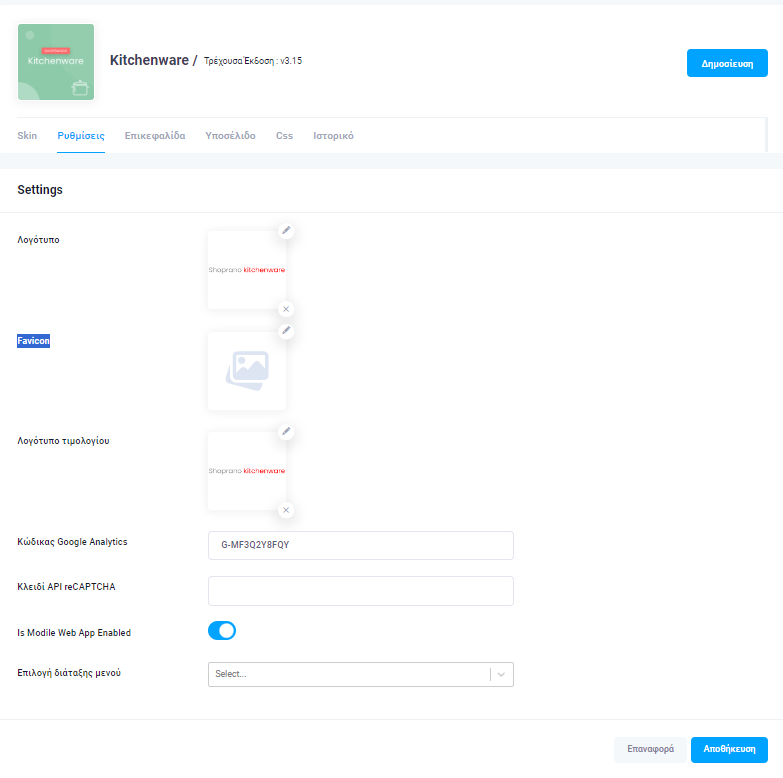 Kitchenware
Kitchenware / Τρέχουσα Έκδοση : v3.15
Δημοσίευση
Skin Ρυθμίσεις Επικεφαλίδα Υποσέλιδο Css Ιστορικό
Settings
Λογότυπο
Shoprano kitchenware
Favicon
Λογότυπο τιμολογίου
Shoprano kitchenware
Κώδικας Google Analytics
G-MF3Q2Y8FQY
Κλειδί API reCAPTCHA
Is Modile Web App Enabled
Επιλογή διάταξης μενού
Select...
Επαναφορά Αποθήκευση